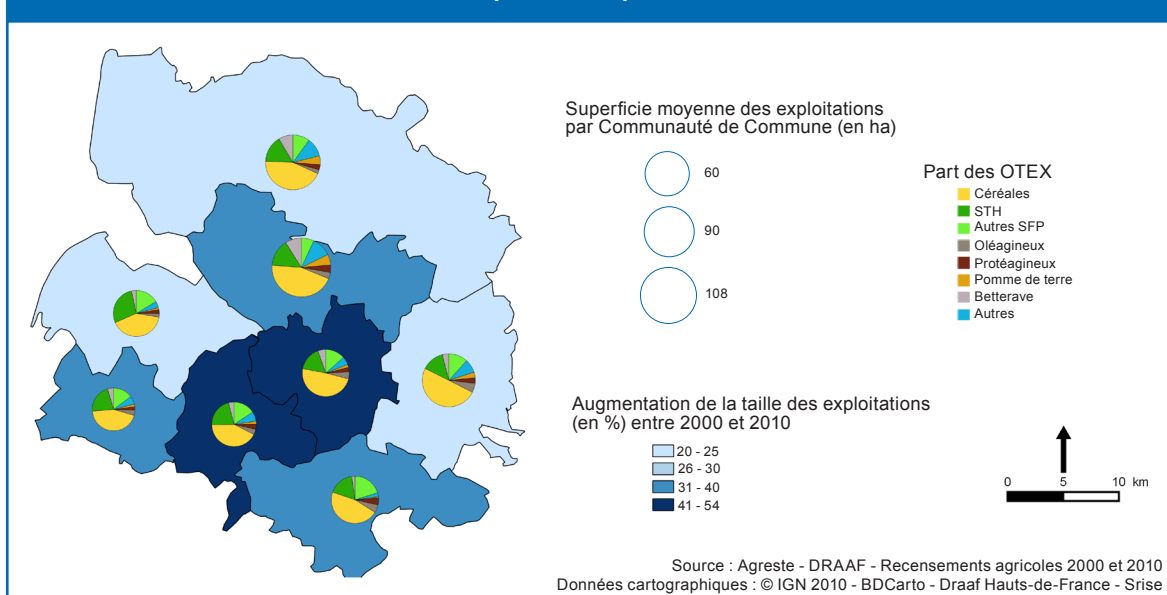 Superficie moyenne des exploitations
par Communauté de Commune (en ha)
60
90
108
Part des OTEX
Céréales
STH
Autres SFP
Oléagineux
Protéagineux
Pomme de terre
Betterave
Autres
Augmentation de la taille des exploitations
(en %) entre 2000 et 2010
20 - 25
26 - 30
31 - 40
41 - 54
0 5 10 km
Source : Agreste - DRAAF - Recensements agricoles 2000 et 2010
Données cartographiques : © IGN 2010 - BDCarto - Draaf Hauts-de-France - Srise